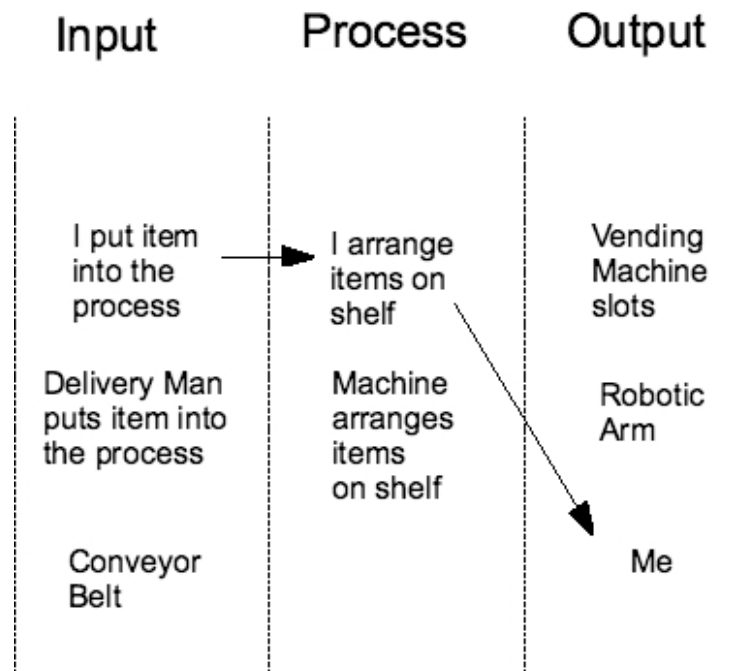 Input
Process
Output
I put item
into the
process
I arrange
items on
shelf
Vending
Machine
slots
Delivery Man
puts item into
the process
Machine
arranges
items
on shelf
Robotic
Arm
Conveyor
Belt
Me